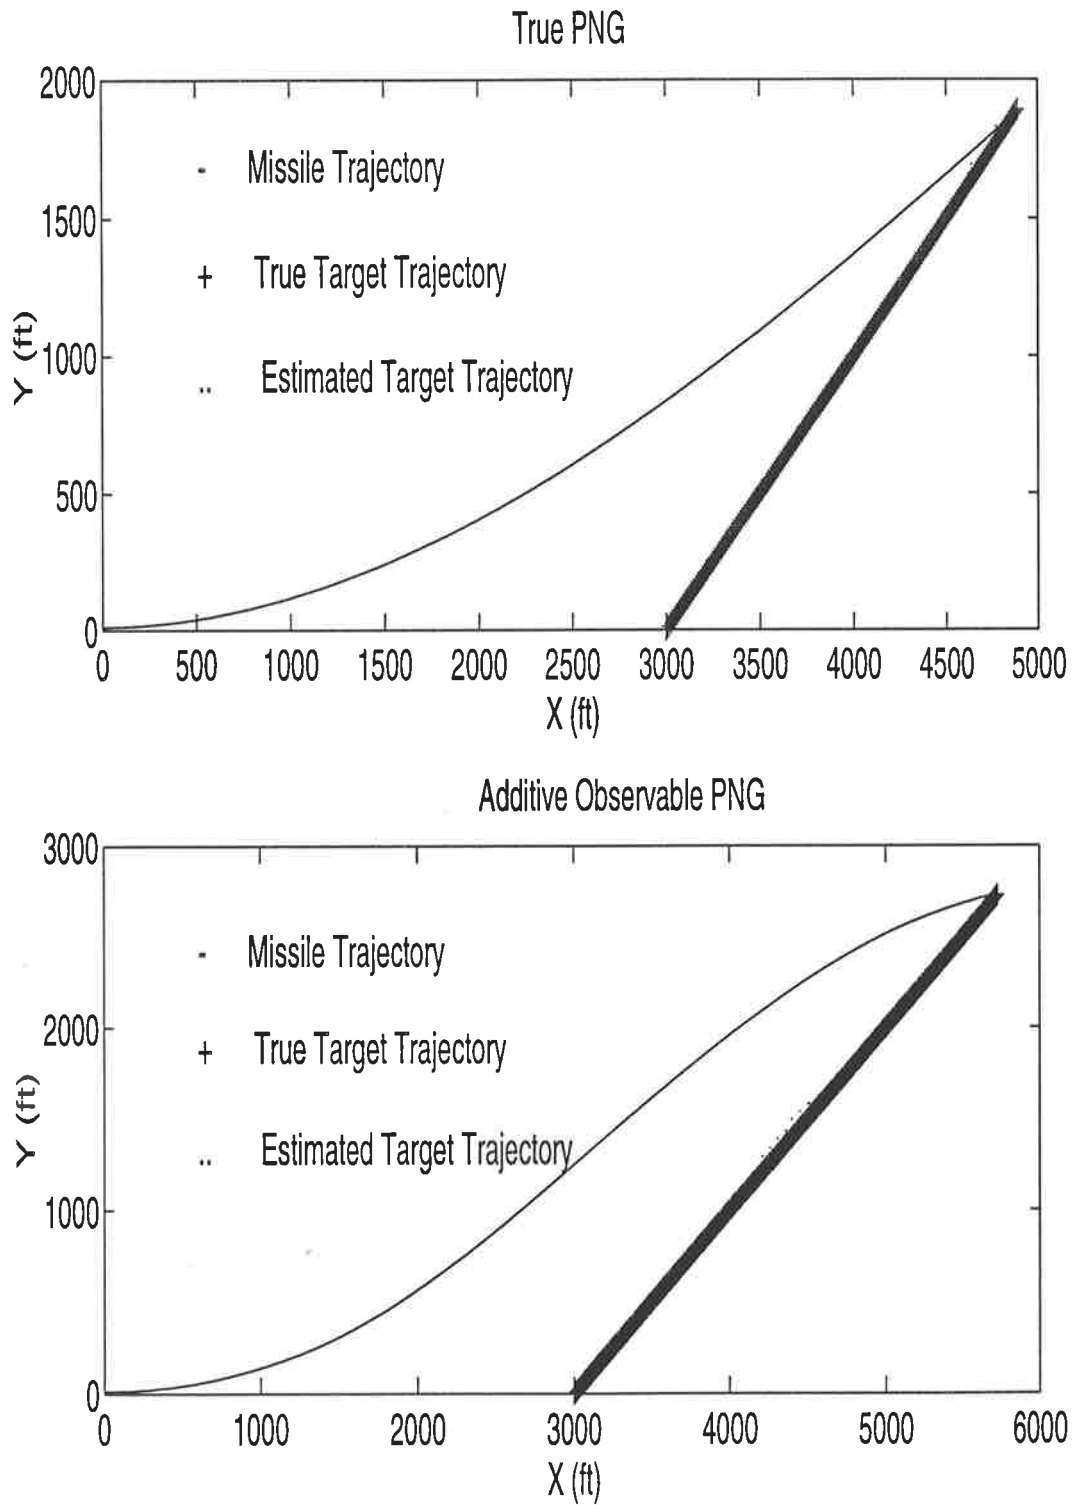 True PNG
2000
- Missile Trajectory
1500
+ True Target Trajectory
Y (ft)
1000
.. Estimated Target Trajectory
500
0
0 500 1000 1500 2000 2500 3000 3500 4000 4500 5000
X (ft)
Additive Observable PNG
3000
- Missile Trajectory
2000
+ True Target Trajectory
Y (ft)
.. Estimated Target Trajectory
1000
0
0 1000 2000 3000 4000 5000 6000
X (ft)